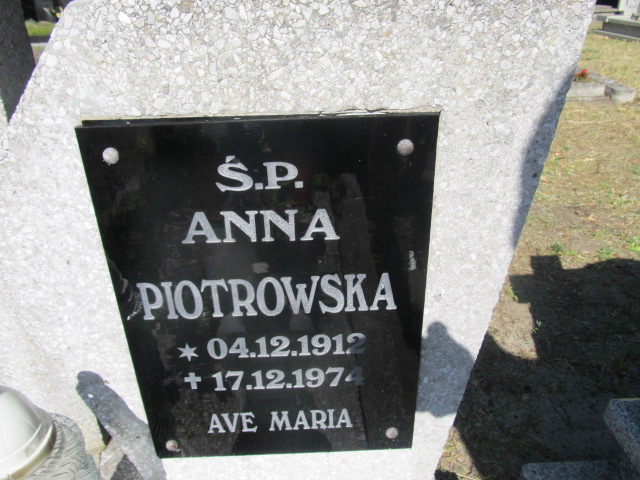 Ś.P.
ANNA
PIOTROWSKA
* 04.12.1912
✝ 17.12.1974
AVE MARIA